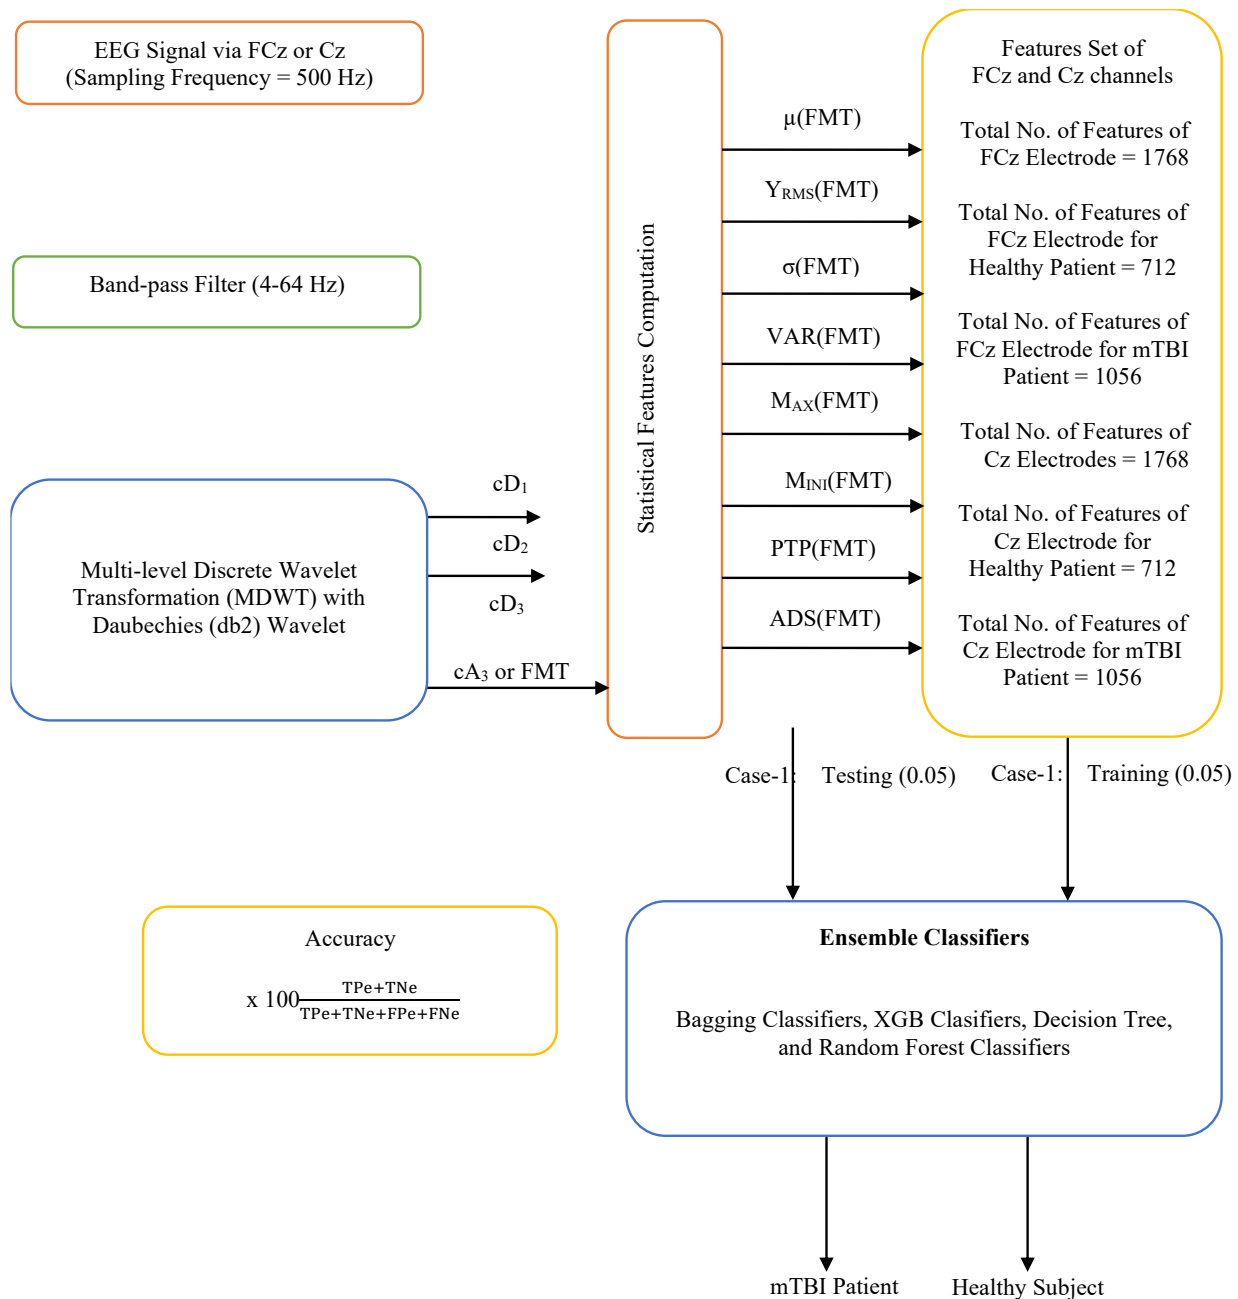 EEG Signal via FCz or Cz
(Sampling Frequency = 500 Hz)
Band-pass Filter (4-64 Hz)
Multi-level Discrete Wavelet
Transformation (MDWT) with
Daubechies (db2) Wavelet
cD₁
cD₂
cD₃
cA₃ or FMT
Statistical Features Computation
µ(FMT)
Y_RMS(FMT)
σ(FMT)
VAR(FMT)
M_AX(FMT)
M_INI(FMT)
PTP(FMT)
ADS(FMT)
Features Set of
FCz and Cz channels
Total No. of Features of
FCz Electrode = 1768
Total No. of Features of
FCz Electrode for
Healthy Patient = 712
Total No. of Features of
FCz Electrode for mTBI
Patient = 1056
Total No. of Features of
Cz Electrodes = 1768
Total No. of Features of
Cz Electrode for
Healthy Patient = 712
Total No. of Features of
Cz Electrode for mTBI
Patient = 1056
Case-1: Testing (0.05)
Case-1: Training (0.05)
Accuracy
x 100 TPe+TNe
TPe+TNe+FPe+FNe
Ensemble Classifiers
Bagging Classifiers, XGB Clasifiers, Decision Tree,
and Random Forest Classifiers
mTBI Patient
Healthy Subject